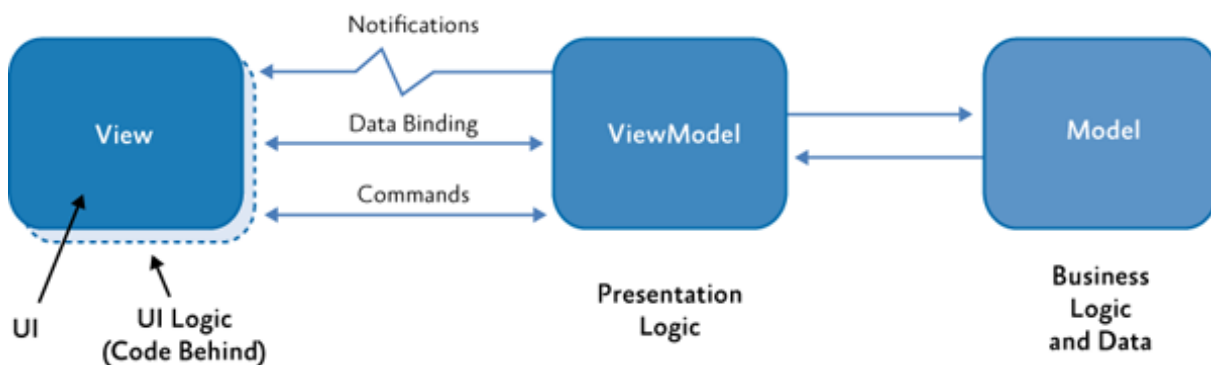 Notifications
View
Data Binding
ViewModel
Model
Commands
UI
UI Logic
(Code Behind)
Presentation
Logic
Business
Logic
and Data